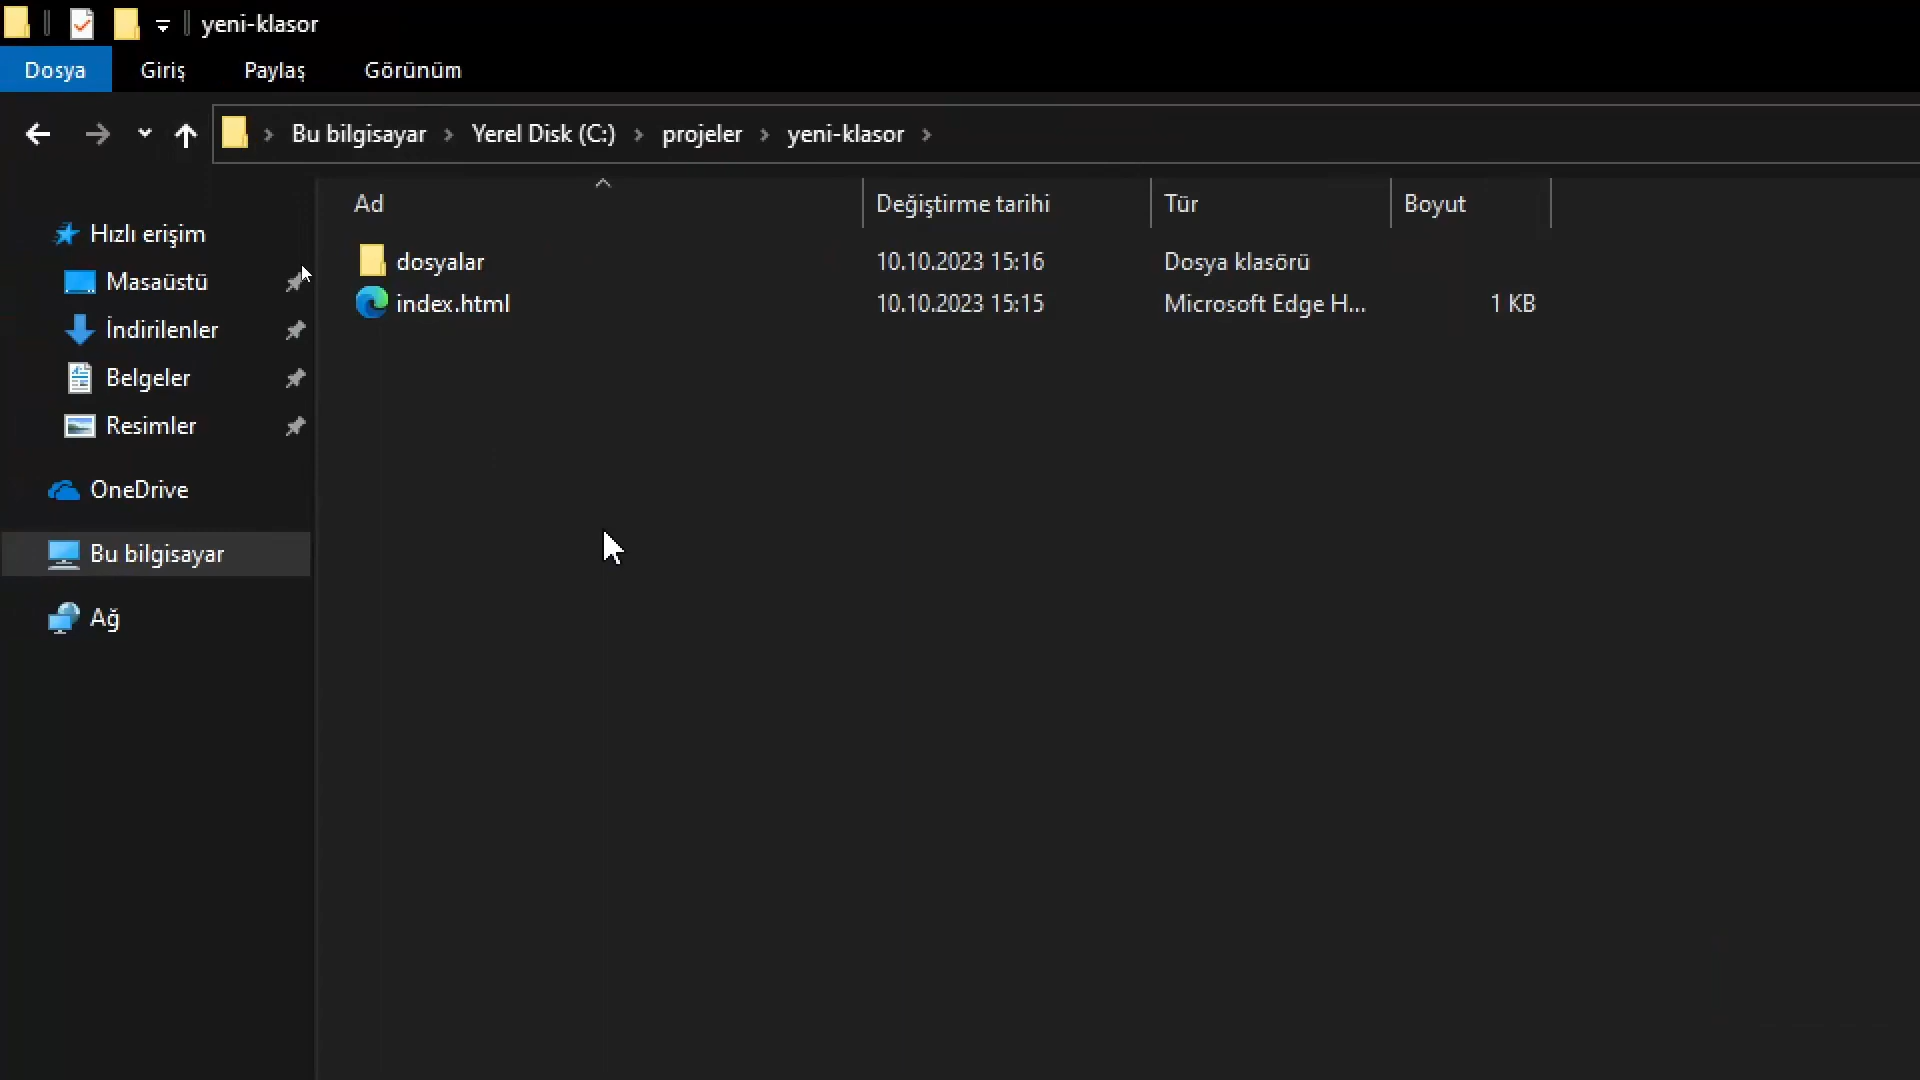 yeni-klasor
Dosya Giriş Paylaş Görünüm
Bu bilgisayar Yerel Disk (C:) projeler yeni-klasor
Ad Değiştirme tarihi Tür Boyut
dosyalar 10.10.2023 15:16 Dosya klasörü
index.html 10.10.2023 15:15 Microsoft Edge H... 1 KB
Hızlı erişim
Masaüstü
İndirilenler
Belgeler
Resimler
OneDrive
Bu bilgisayar
Ağ